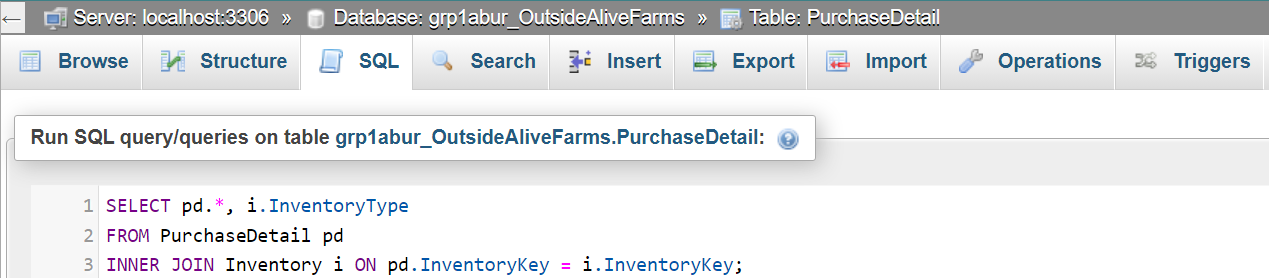 Server: localhost:3306 » Database: grp1abur_OutsideAliveFarms » Table: PurchaseDetail
Browse Structure SQL Search Insert Export Import Operations Triggers
Run SQL query/queries on table grp1abur_OutsideAliveFarms.PurchaseDetail:
1 SELECT pd.*, i.InventoryType
2 FROM PurchaseDetail pd
3 INNER JOIN Inventory i ON pd.InventoryKey = i.InventoryKey;